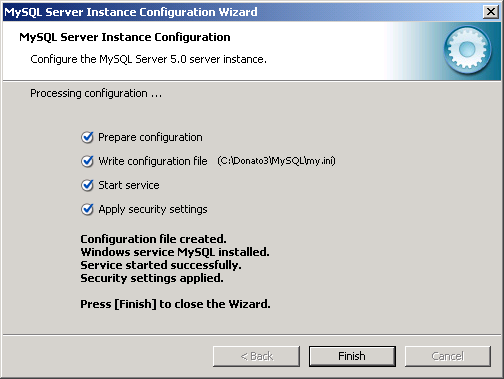 MySQL Server Instance Configuration Wizard
MySQL Server Instance Configuration
Configure the MySQL Server 5.0 server instance.
Processing configuration ...
Prepare configuration
Write configuration file (C:\Donato3\MySQL\my.ini)
Start service
Apply security settings
Configuration file created.
Windows service MySQL installed.
Service started successfully.
Security settings applied.
Press [Finish] to close the Wizard.
< Back Finish Cancel